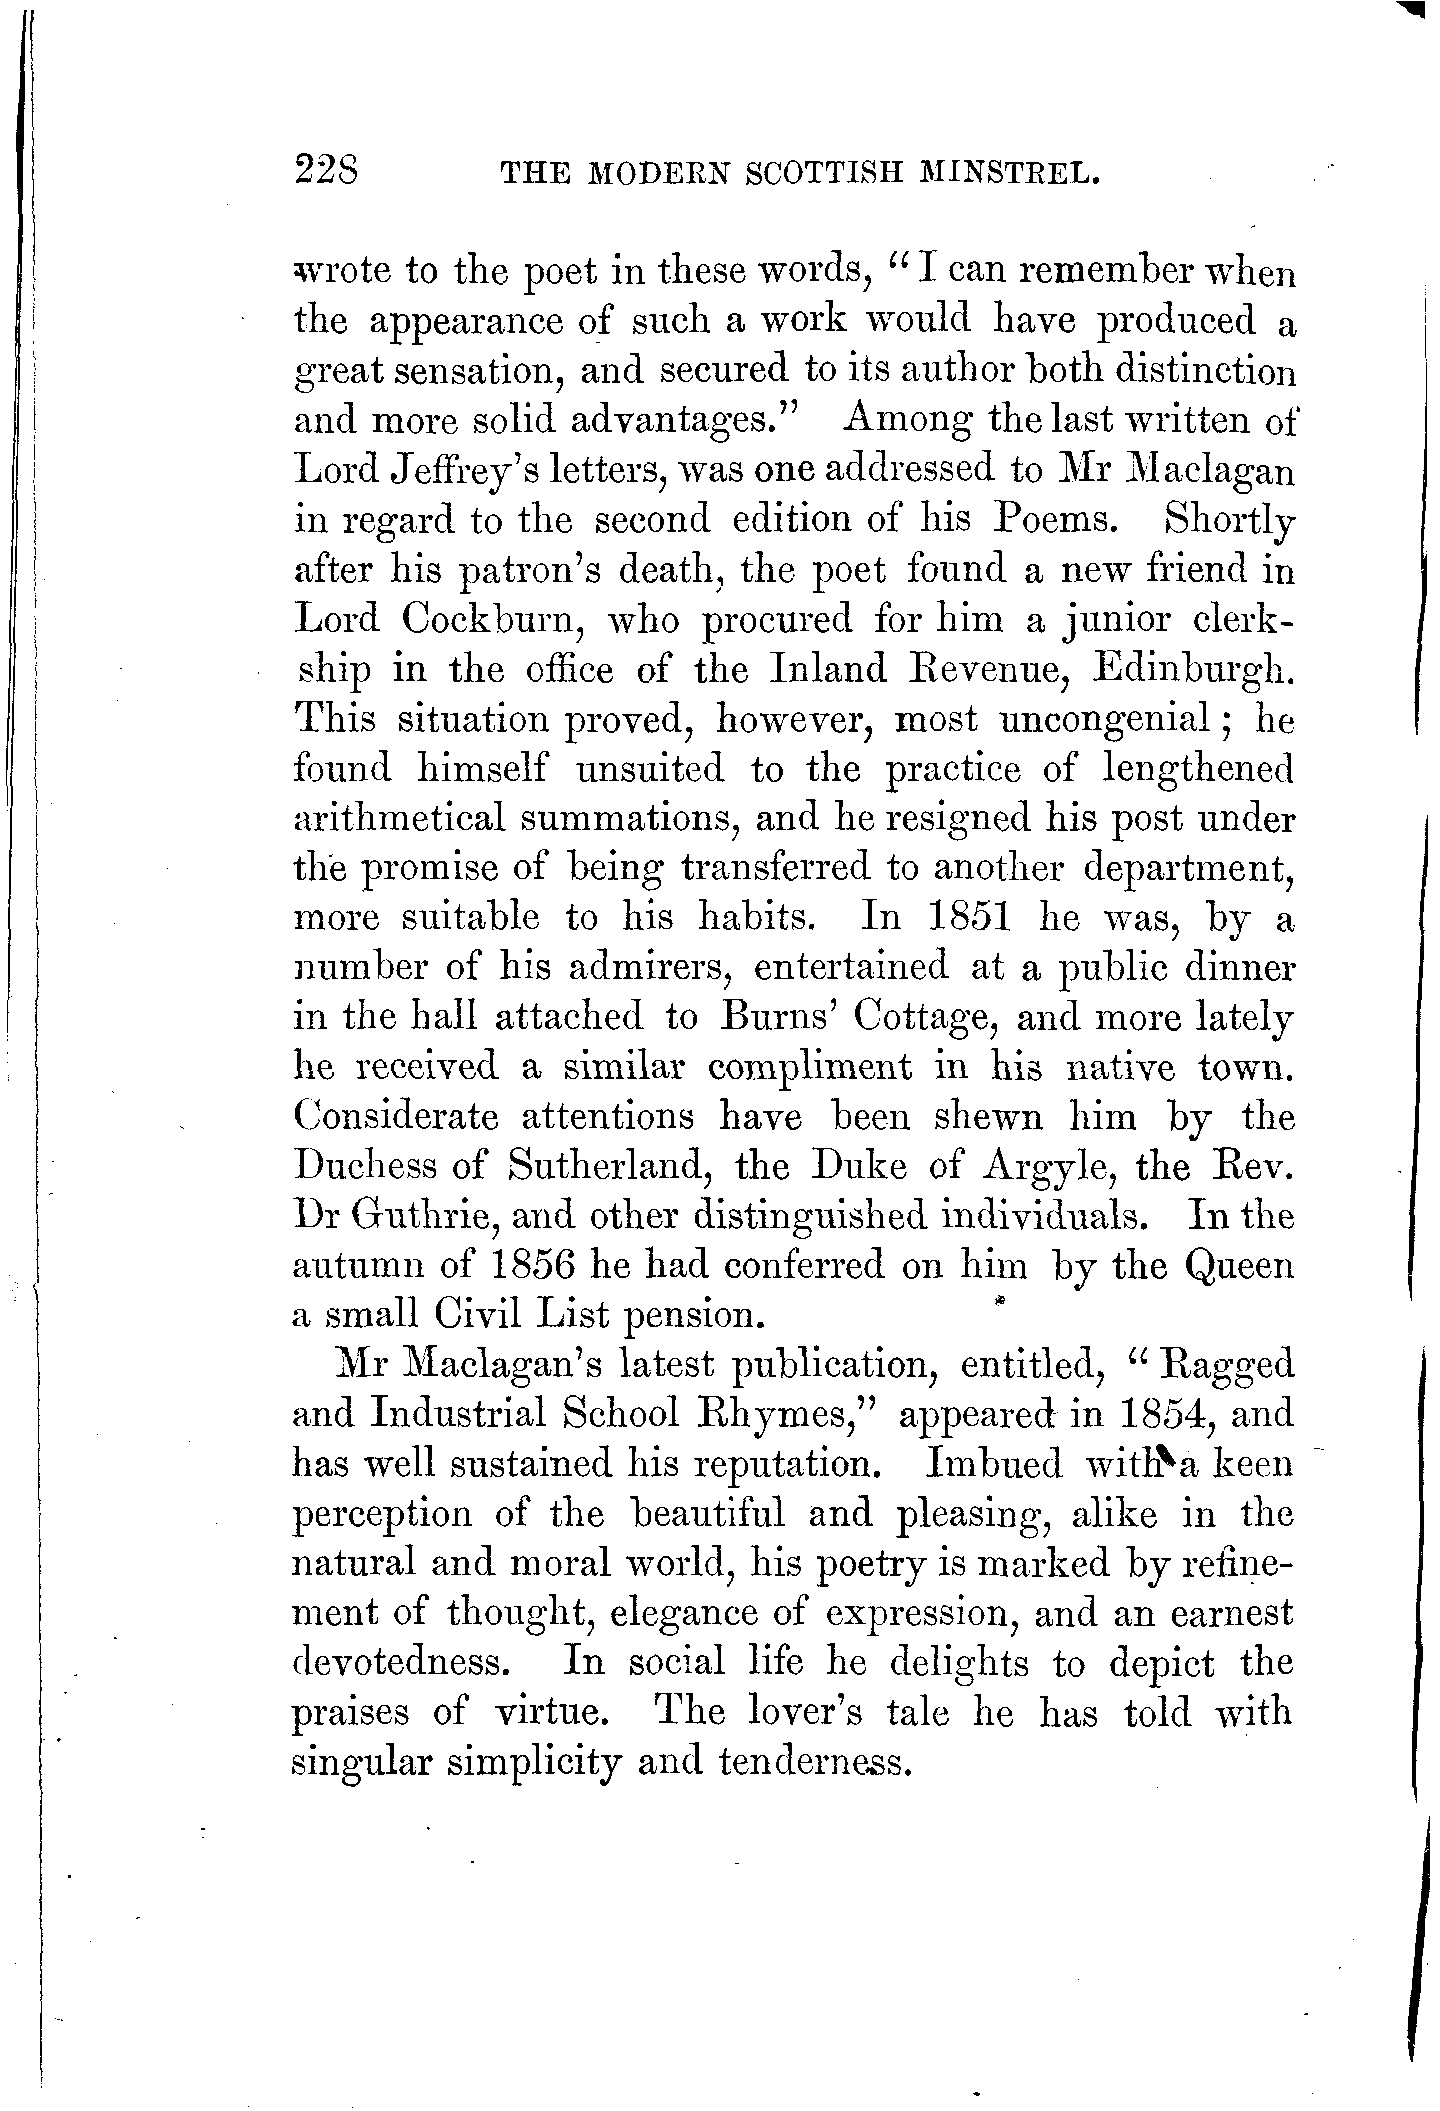 228 THE MODERN SCOTTISH MINSTREL.
wrote to the poet in these words, "I can remember when
the appearance of such a work would have produced a
great sensation, and secured to its author both distinction
and more solid advantages." Among the last written of
Lord Jeffrey's letters, was one addressed to Mr Maclagan
in regard to the second edition of his Poems. Shortly
after his patron's death, the poet found a new friend in
Lord Cockburn, who procured for him a junior clerk-
ship in the office of the Inland Revenue, Edinburgh.
This situation proved, however, most uncongenial; he
found himself unsuited to the practice of lengthened
arithmetical summations, and he resigned his post under
the promise of being transferred to another department,
more suitable to his habits. In 1851 he was, by a
number of his admirers, entertained at a public dinner
in the hall attached to Burns' Cottage, and more lately
he received a similar compliment in his native town.
Considerate attentions have been shewn him by the
Duchess of Sutherland, the Duke of Argyle, the Rev.
Dr Guthrie, and other distinguished individuals. In the
autumn of 1856 he had conferred on him by the Queen
a small Civil List pension.
Mr Maclagan's latest publication, entitled, "Ragged
and Industrial School Rhymes," appeared in 1854, and
has well sustained his reputation. Imbued with a keen
perception of the beautiful and pleasing, alike in the
natural and moral world, his poetry is marked by refine-
ment of thought, elegance of expression, and an earnest
devotedness. In social life he delights to depict the
praises of virtue. The lover's tale he has told with
singular simplicity and tenderness.